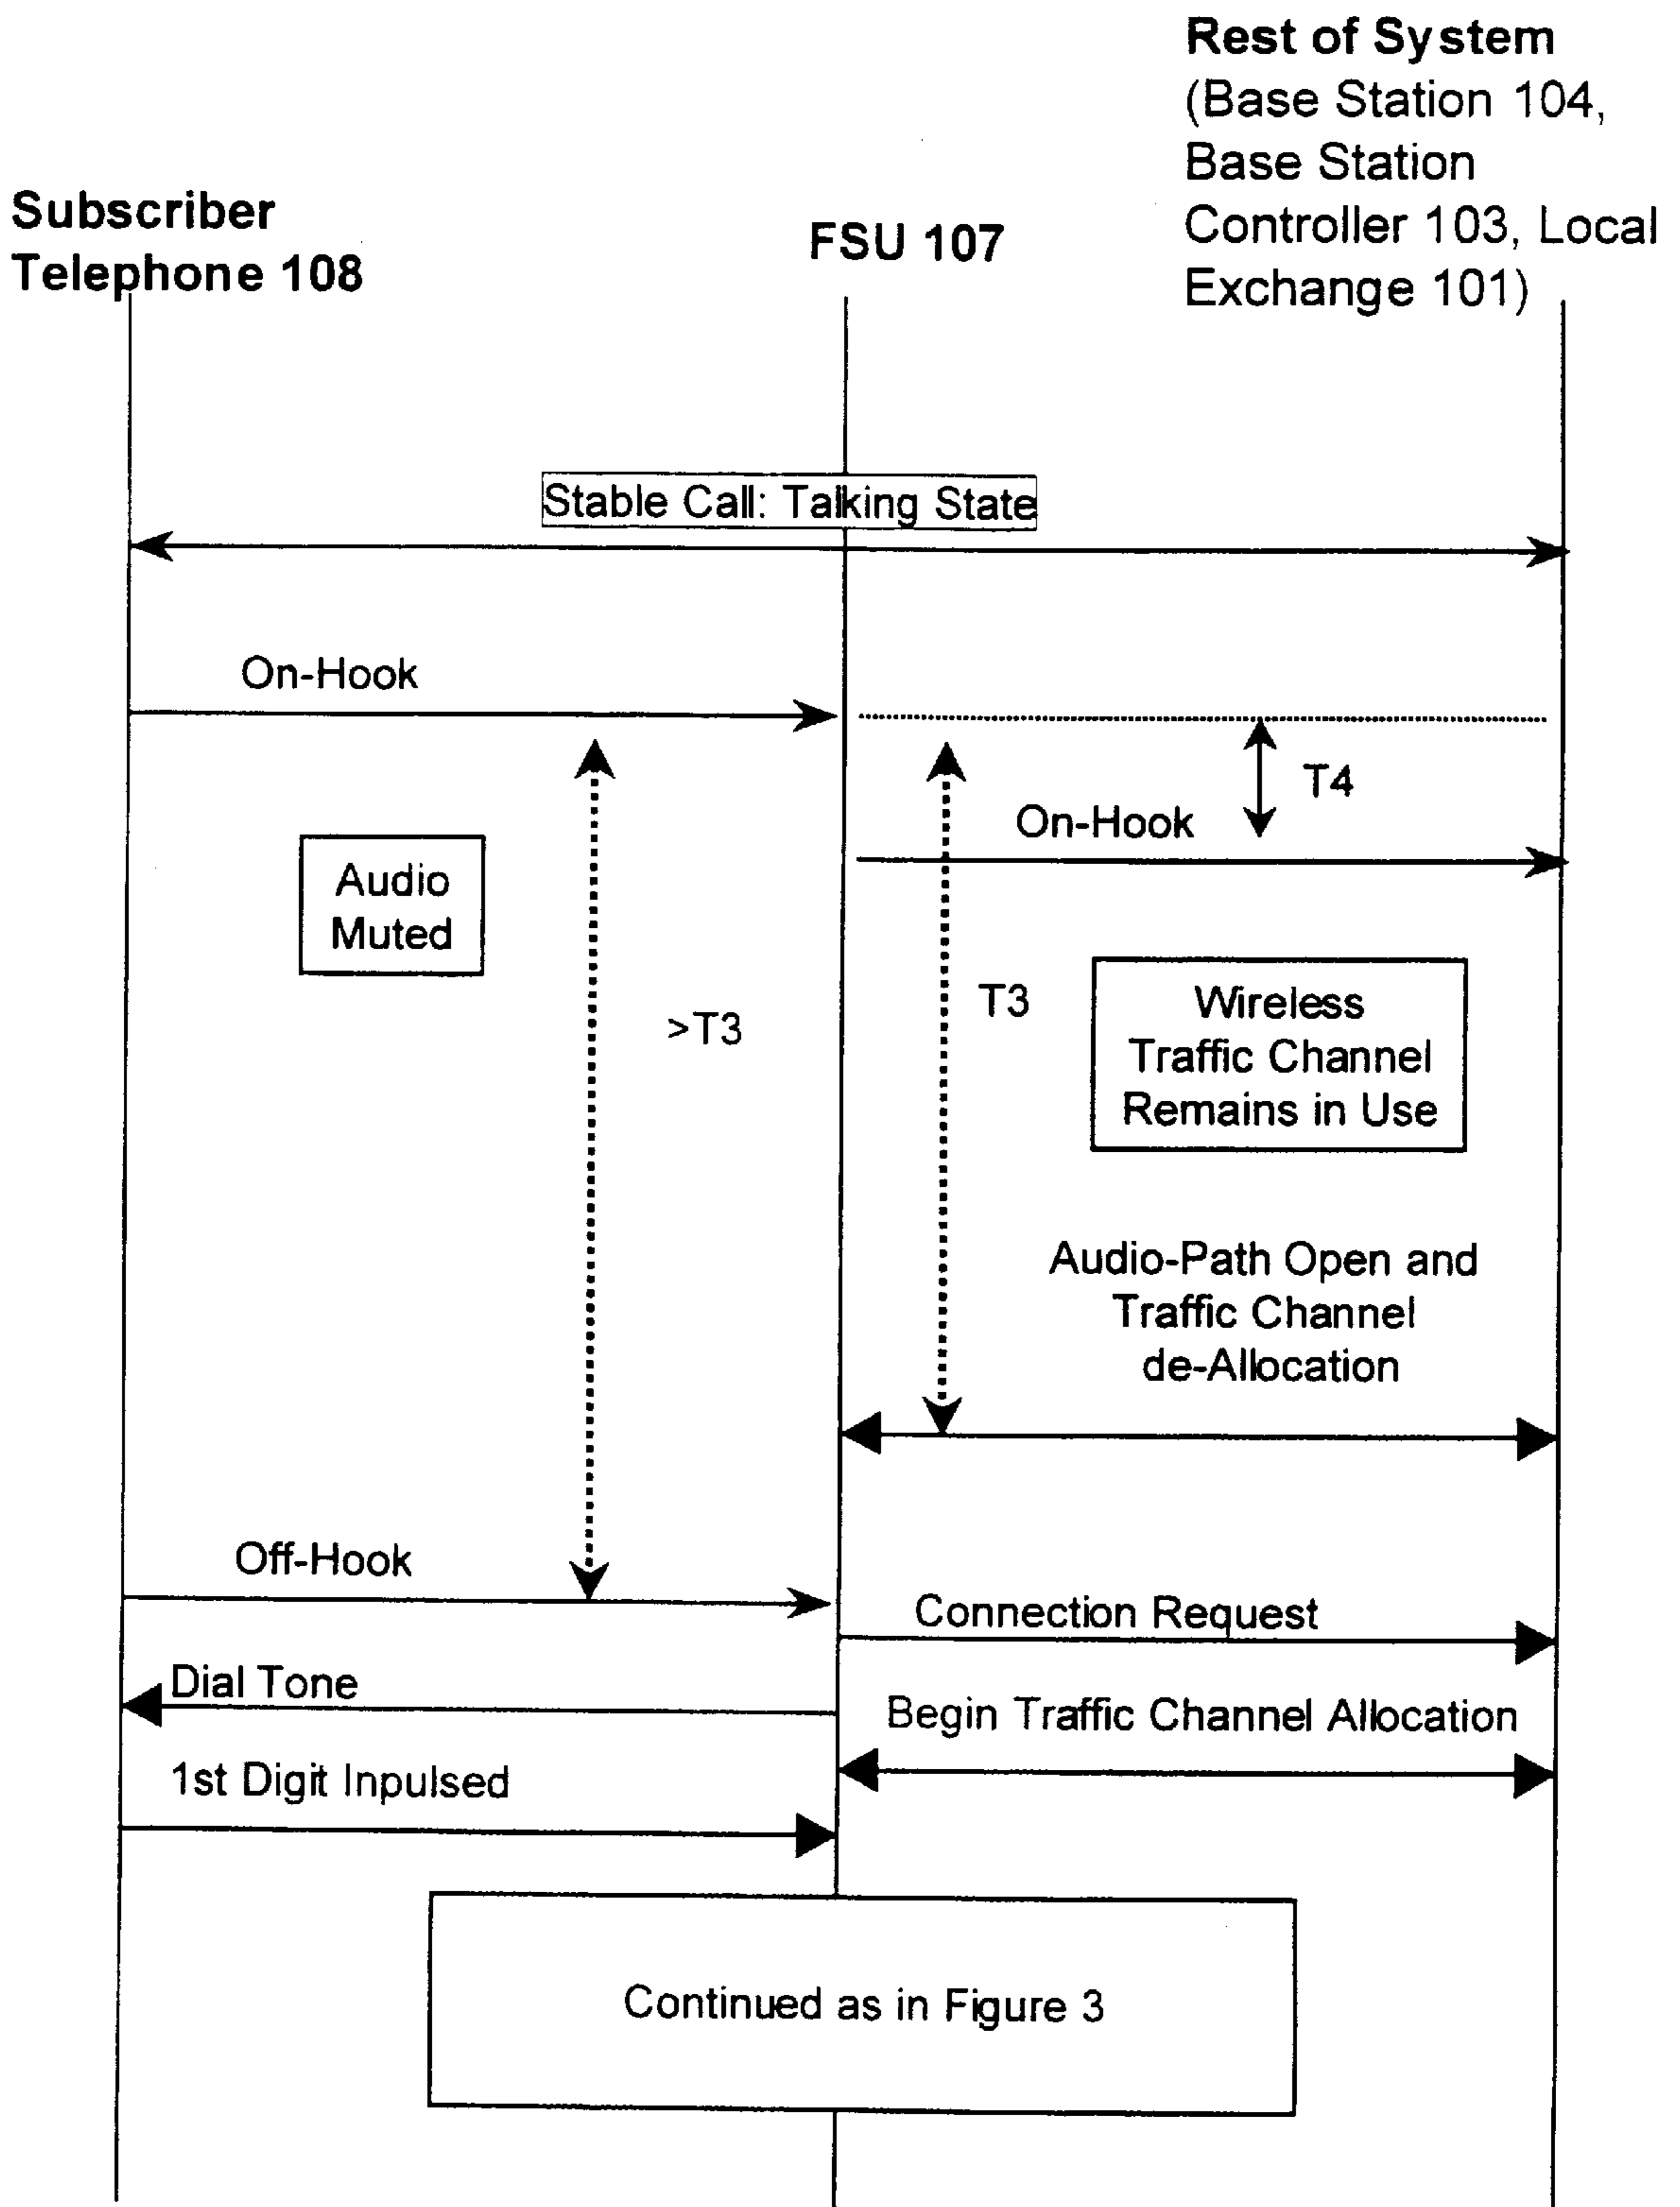 Rest of System
(Base Station 104,
Base Station
Controller 103, Local
Exchange 101)
Subscriber
Telephone 108
FSU 107
Stable Call: Talking State
On-Hook
T4
On-Hook
Audio
Muted
T3
>T3
Wireless
Traffic Channel
Remains in Use
Audio-Path Open and
Traffic Channel
de-Allocation
Off-Hook
Connection Request
Dial Tone
Begin Traffic Channel Allocation
1st Digit Inpulsed
Continued as in Figure 3